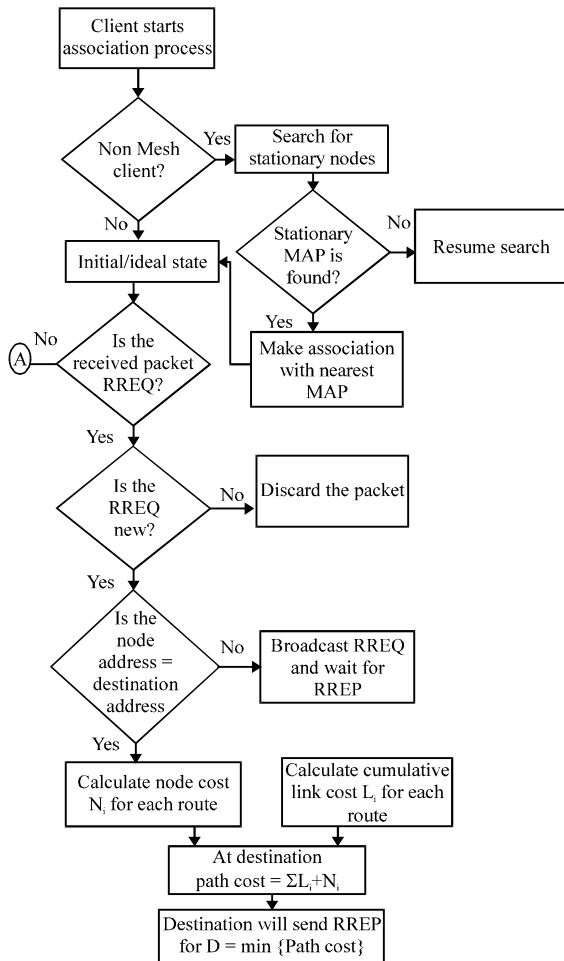 Client starts
association process
Non Mesh
client?
Yes
Search for
stationary nodes
No
Stationary
MAP is
found?
No
Resume search
Initial/ideal state
Yes
Make association
with nearest
MAP
A
No
Is the
received packet
RREQ?
Yes
Is the
RREQ
new?
No
Discard the packet
Yes
Is the
node
address =
destination
address
No
Broadcast RREQ
and wait for
RREP
Yes
Calculate node cost
Nᵢ for each route
Calculate cumulative
link cost Lᵢ for each
route
At destination
path cost = ΣLᵢ+Nᵢ
Destination will send RREP
for D = min {Path cost}